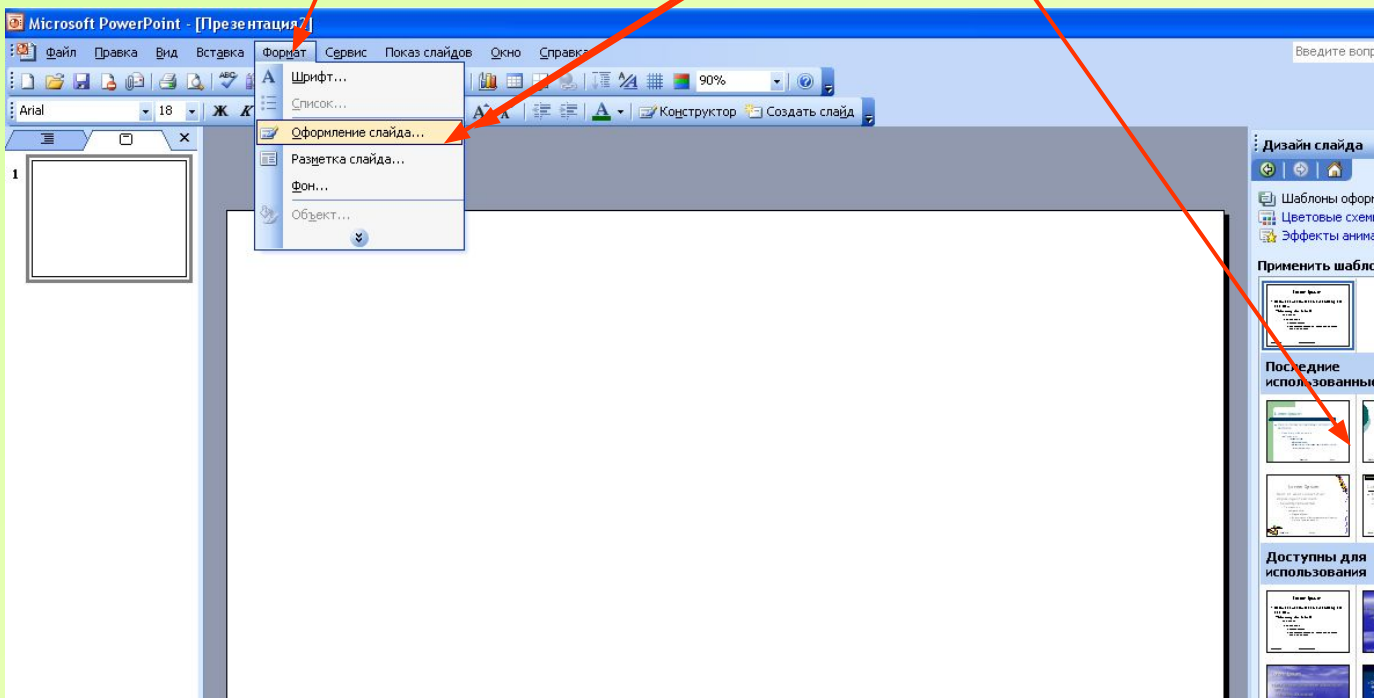 Microsoft PowerPoint - [Презентация2]
Файл Правка Вид Вставка Формат Сервис Показ слайдов Окно Справка
Введите вопр
90%
Arial 18 Ж К
Конструктор Создать слайд
Шрифт...
Список...
Оформление слайда...
Разметка слайда...
Фон...
Объект...
1
Дизайн слайда
Шаблоны оформ
Цветовые схем
Эффекты анима
Применить шабло
Последние
использованные
Доступны для
использования